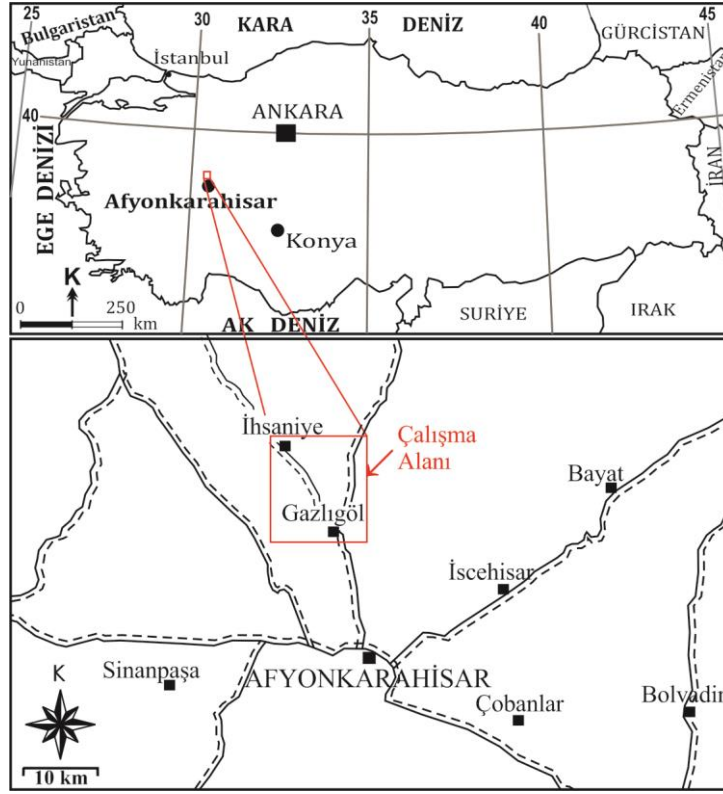 25
30
35
40
45
Bulgaristan
KARA DENİZ
GÜRCİSTAN
Yunanistan
İstanbul
Ermenistan
40
ANKARA
İRAN
EGE DENİZİ
Afyonkarahisar
Konya
K
0 250
km
SURİYE
IRAK
AK DENİZ
İhsaniye
Çalışma
Alanı
Bayat
Gazlıgöl
İscehisar
K
Sinanpaşa
AFYONKARAHİSAR
Çobanlar
Bolvadin
10 km